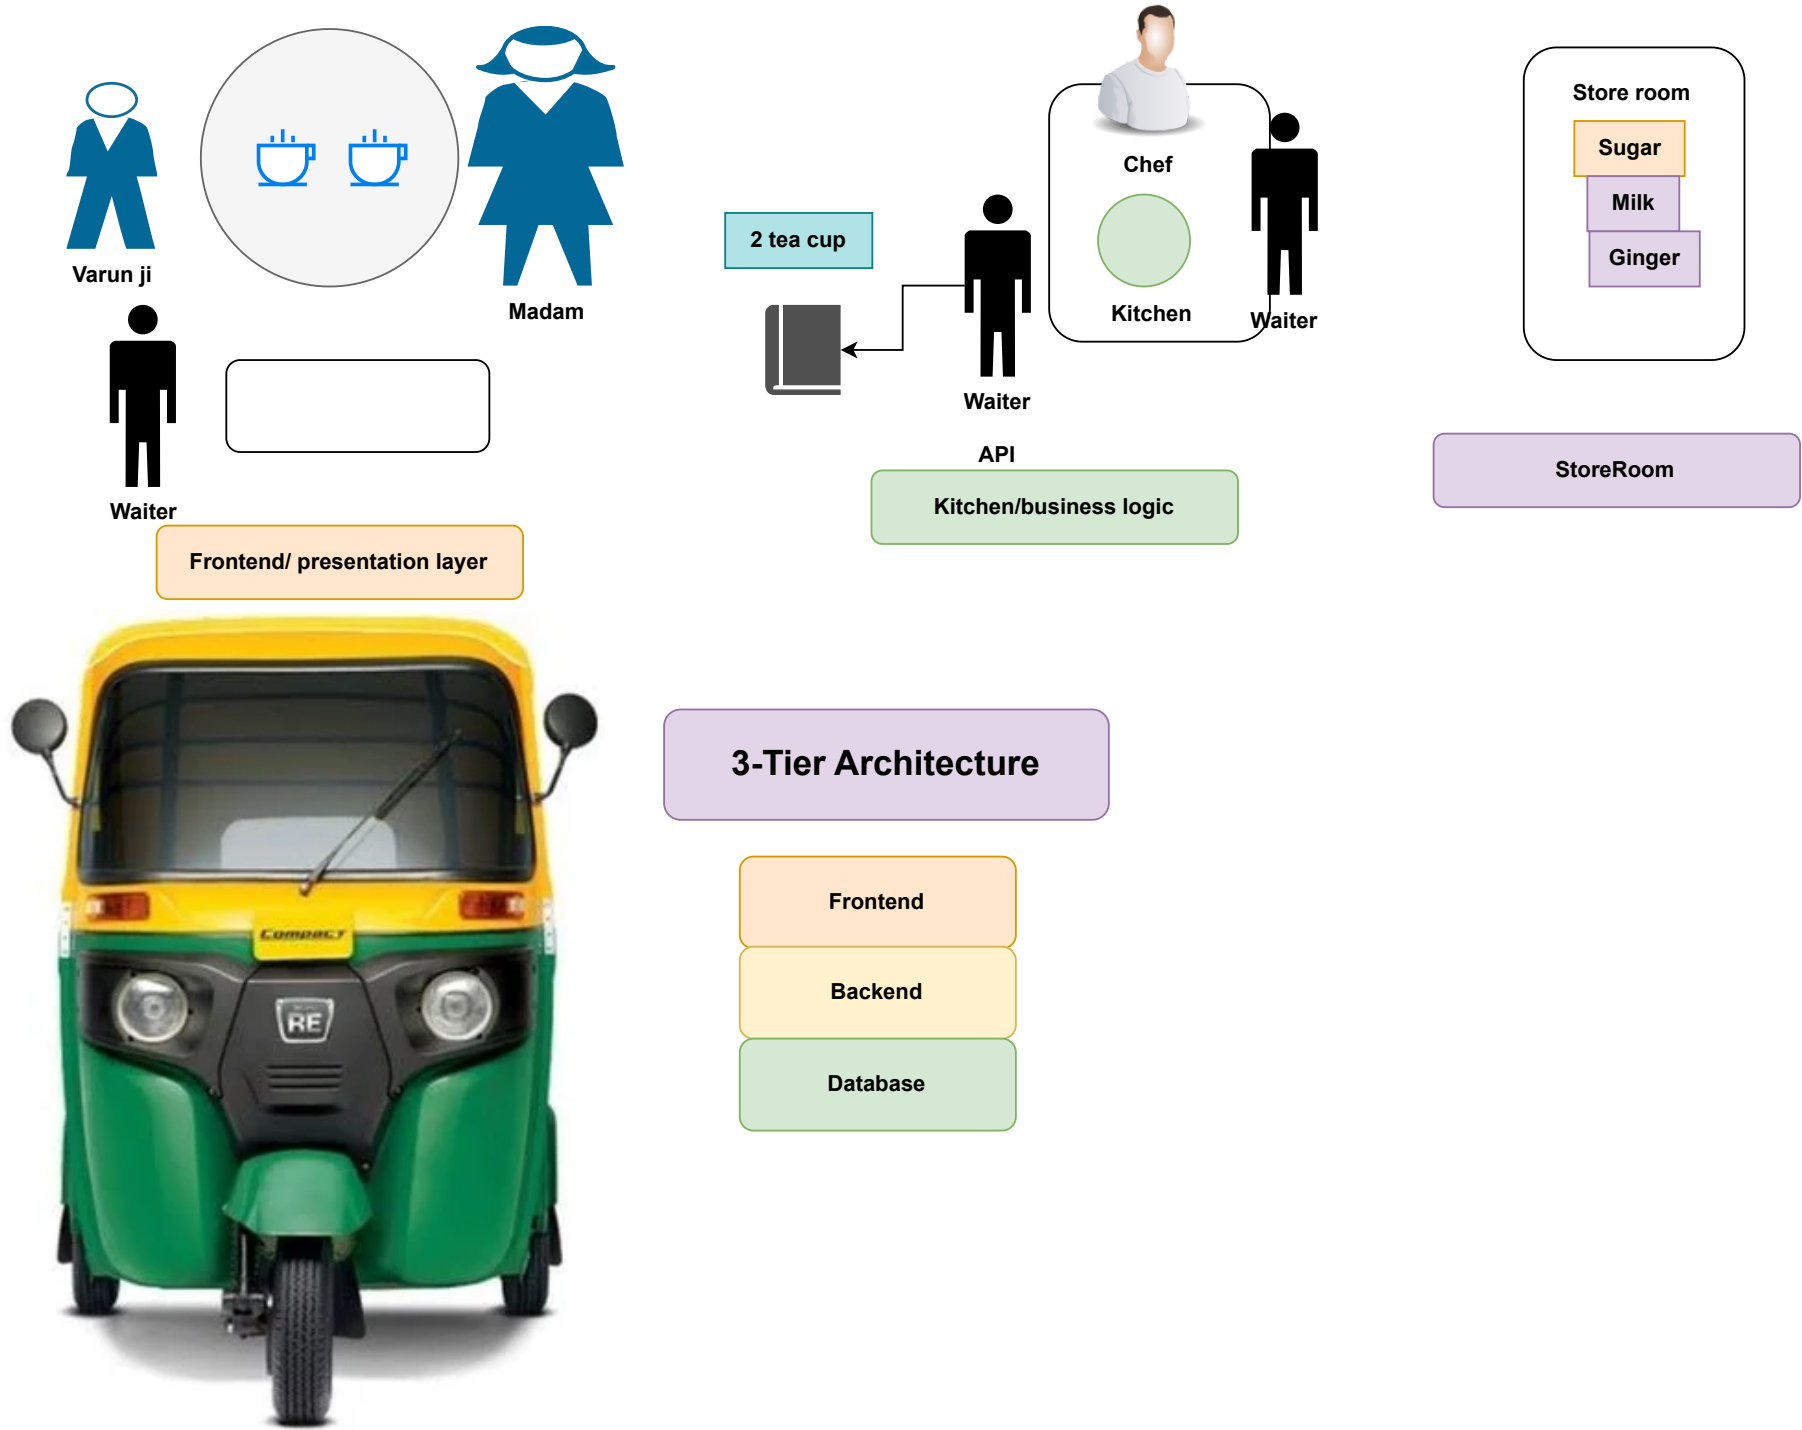 Varun ji
Madam
Waiter
Frontend/ presentation layer
2 tea cup
Waiter
API
Kitchen/business logic
Chef
Kitchen
Waiter
Store room
Sugar
Milk
Ginger
StoreRoom
COMPACT
RE
3-Tier Architecture
Frontend
Backend
Database